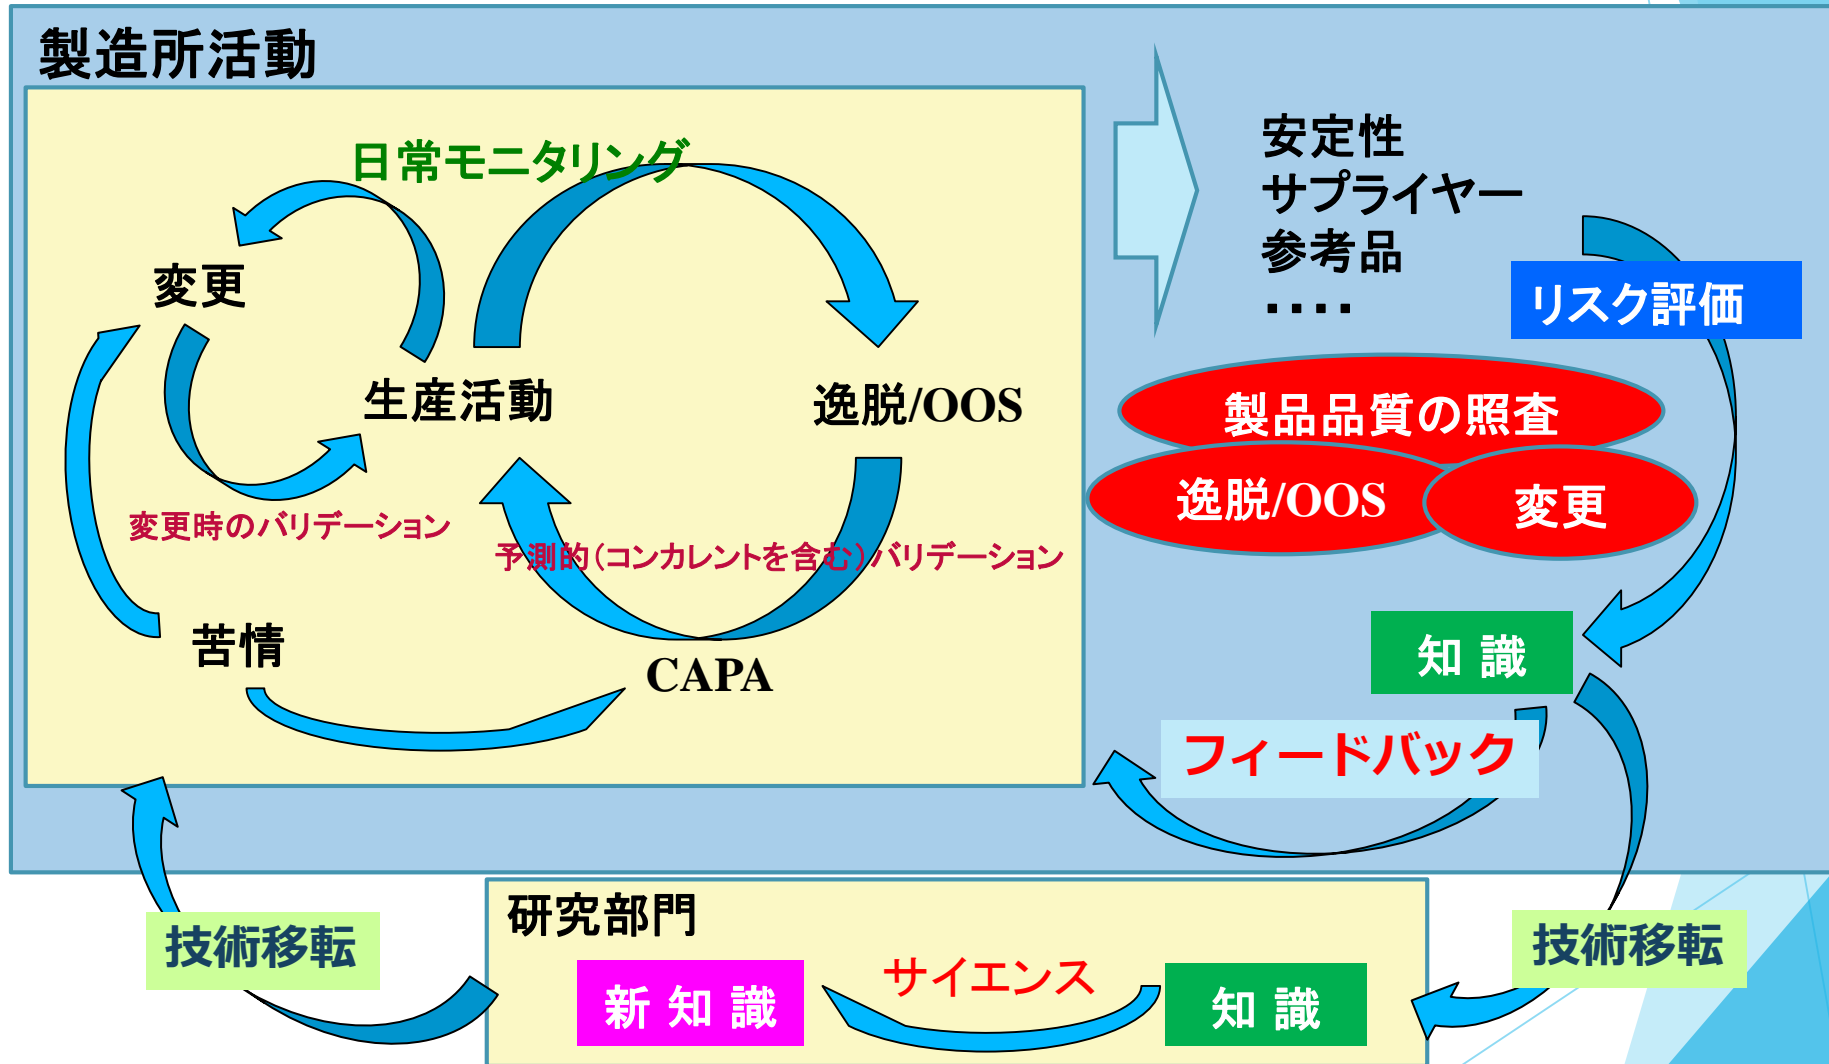 製造所活動
日常モニタリング
変更
生産活動
逸脱/OOS
変更時のバリデーション
予測的(コンカレントを含む)バリデーション
苦情
CAPA
安定性
サプライヤー
参考品
････
リスク評価
製品品質の照査
逸脱/OOS
変更
知 識
フィードバック
技術移転
研究部門
新 知 識
サイエンス
知 識
技術移転